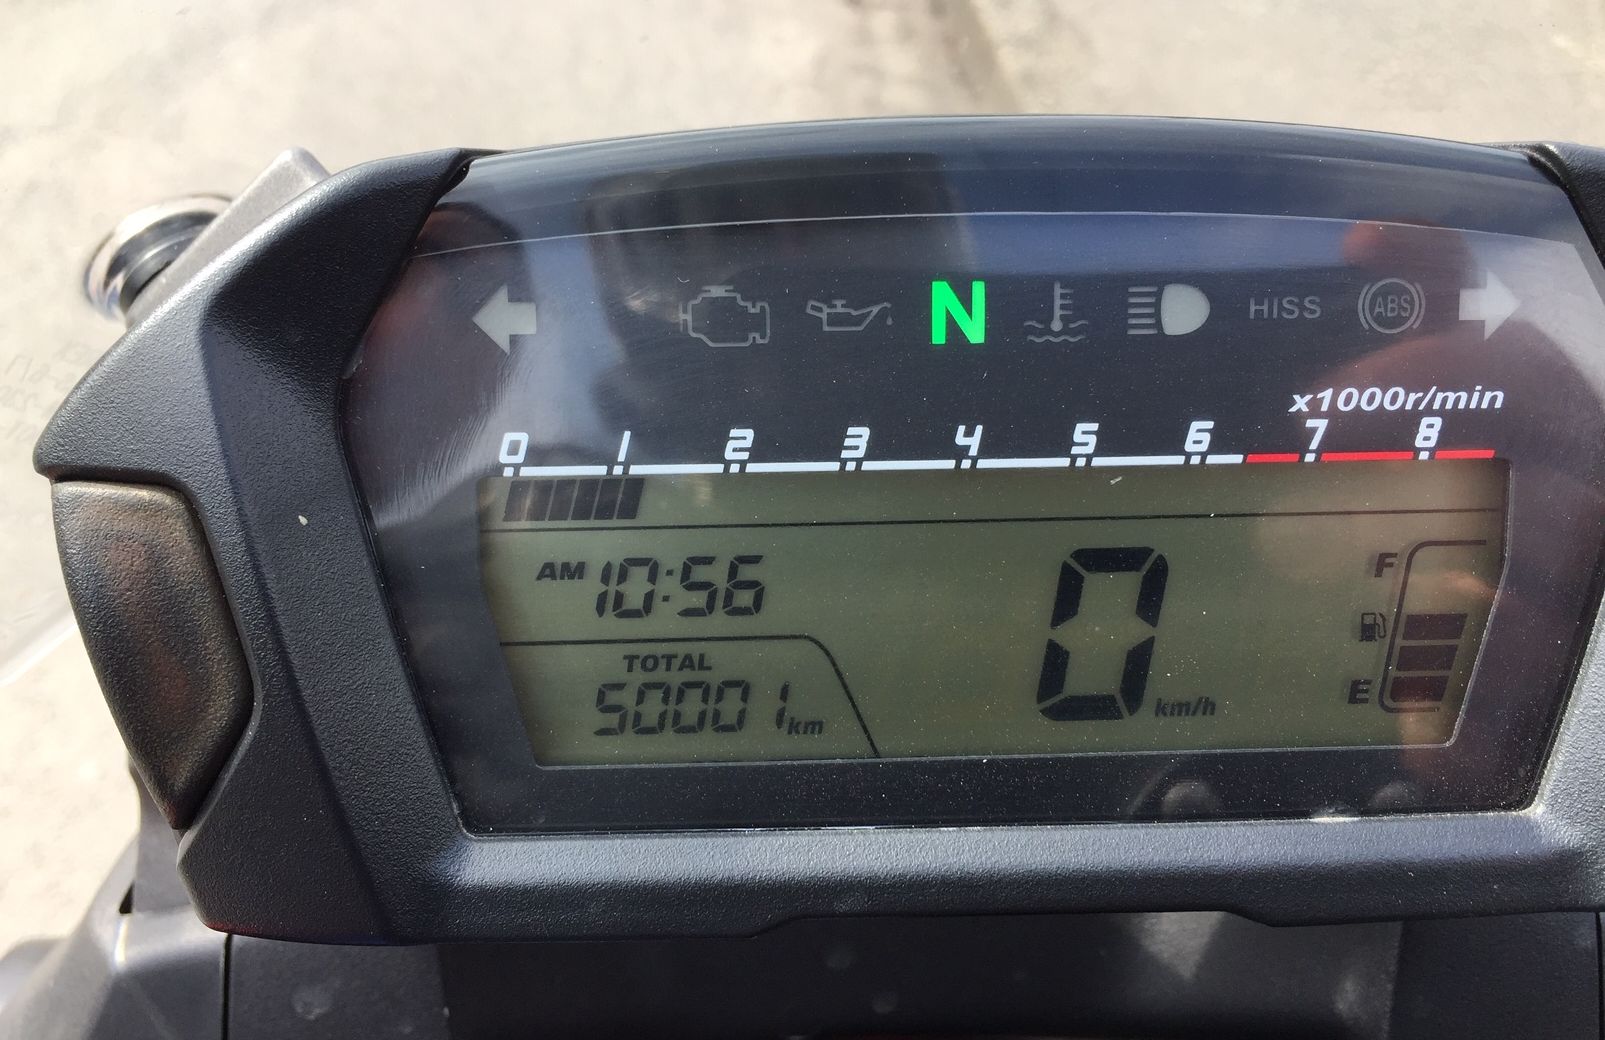 N HISS ABS
x1000r/min
0 1 2 3 4 5 6 7 8
AM 10:56
TOTAL
50001 km
0 km/h
F
E